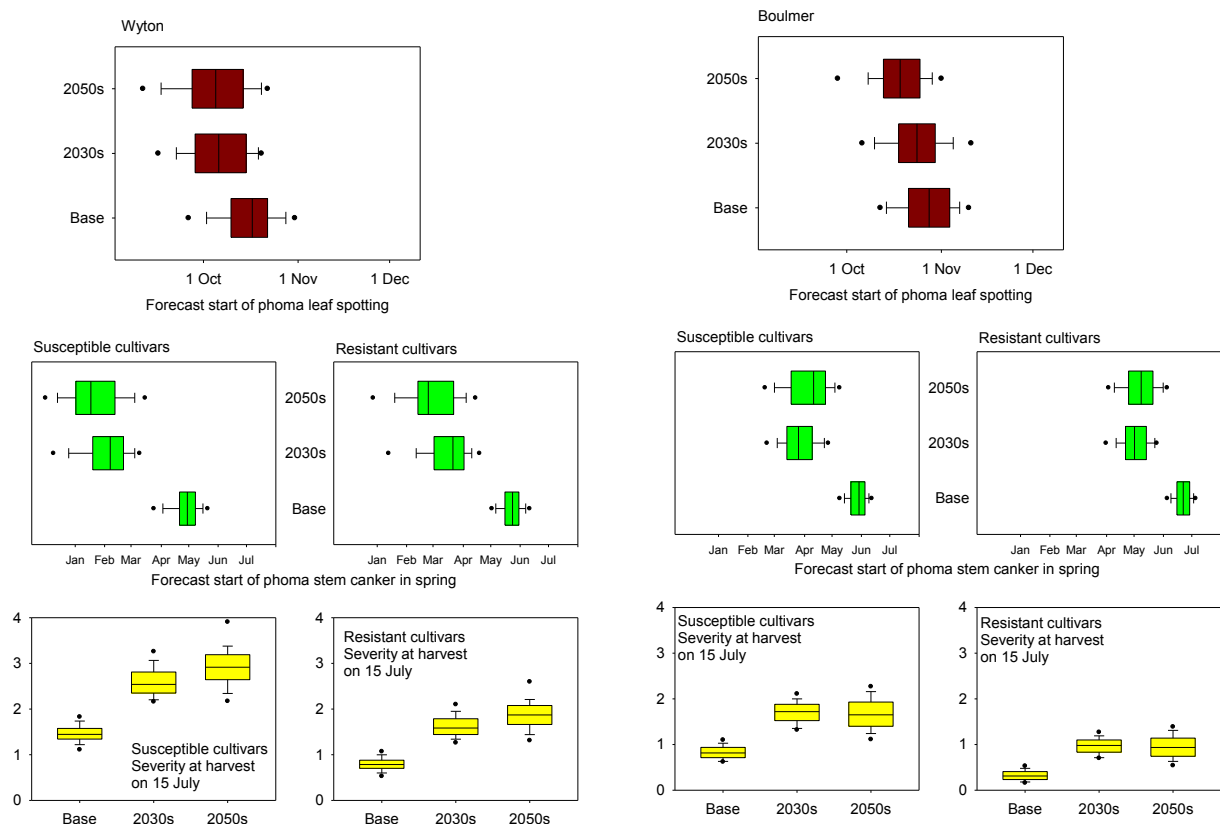 Wyton
2050s
2030s
Base
1 Oct 1 Nov 1 Dec
Forecast start of phoma leaf spotting
Susceptible cultivars Resistant cultivars
2050s
2030s
Base
Jan Feb Mar Apr May Jun Jul Jan Feb Mar Apr May Jun Jul
Forecast start of phoma stem canker in spring
4
3
2
1
0
Susceptible cultivars
Severity at harvest
on 15 July
Base 2030s 2050s
4
3
2
1
0
Resistant cultivars
Severity at harvest
on 15 July
Base 2030s 2050s
Boulmer
2050s
2030s
Base
1 Oct 1 Nov 1 Dec
Forecast start of phoma leaf spotting
Susceptible cultivars Resistant cultivars
2050s
2030s
Base
Jan Feb Mar Apr May Jun Jul Jan Feb Mar Apr May Jun Jul
Forecast start of phoma stem canker in spring
4
3
2
1
0
Susceptible cultivars
Severity at harvest
on 15 July
Base 2030s 2050s
4
3
2
1
0
Resistant cultivars
Severity at harvest
on 15 July
Base 2030s 2050s